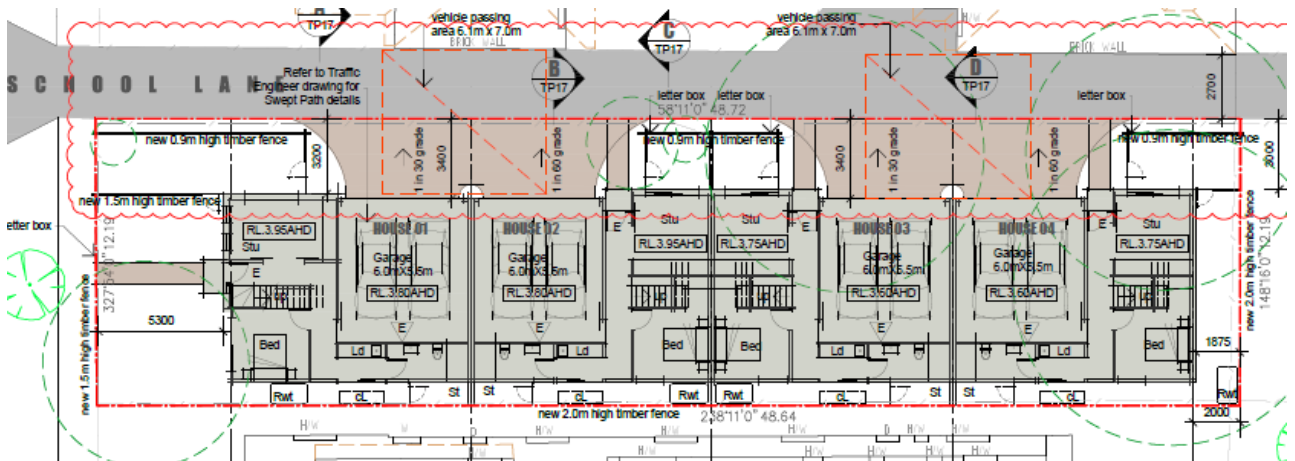 A
TP17
vehicle passing
area 6.1m x 7.0m
BRICK WALL
C
TP17
vehicle passing
area 6.1m x 7.0m
H/W
BRICK WALL
SCHOOL LANE
Refer to Traffic
Engineer drawing for
Swept Path details
B
TP17
D
TP17
2700
letter box
letter box
letter box
58°11'0" 48.72
new 0.9m high timber fence
new 0.9m high timber fence
new 0.9m high timber fence
3200
1 in 30 grade
3400
1 in 60 grade
3400
1 in 30 grade
1 in 60 grade
3000
new 1.5m high timber fence
letter box
327°54'0" 12.19
new 1.5m high timber fence
RL.3.95AHD
Stu
E
up
HOUSE 01
Garage
6.0mX5.5m
RL.3.80AHD
E
HOUSE 02
Garage
6.0mX5.5m
RL.3.80AHD
E
E
Stu
RL.3.95AHD
up
Stu
RL.3.75AHD
up
E
HOUSE 03
Garage
6.0mX5.5m
RL.3.60AHD
E
HOUSE 04
Garage
6.0mX5.5m
RL.3.60AHD
E
E
Stu
RL.3.75AHD
up
new 2.0m high timber fence
148°16'0" 12.19
5300
Bed
Ld
Ld
Bed
Bed
Ld
Ld
Bed
1875
Rwt
cL
St
St
cL
Rwt
Rwt
cL
St
St
cL
Rwt
new 2.0m high timber fence
238°11'0" 48.64
2000
H/W
W
D
H/W
H/W
H/W
H/W
D
H/W
H/W
H/W
H/W
H/W
H/W